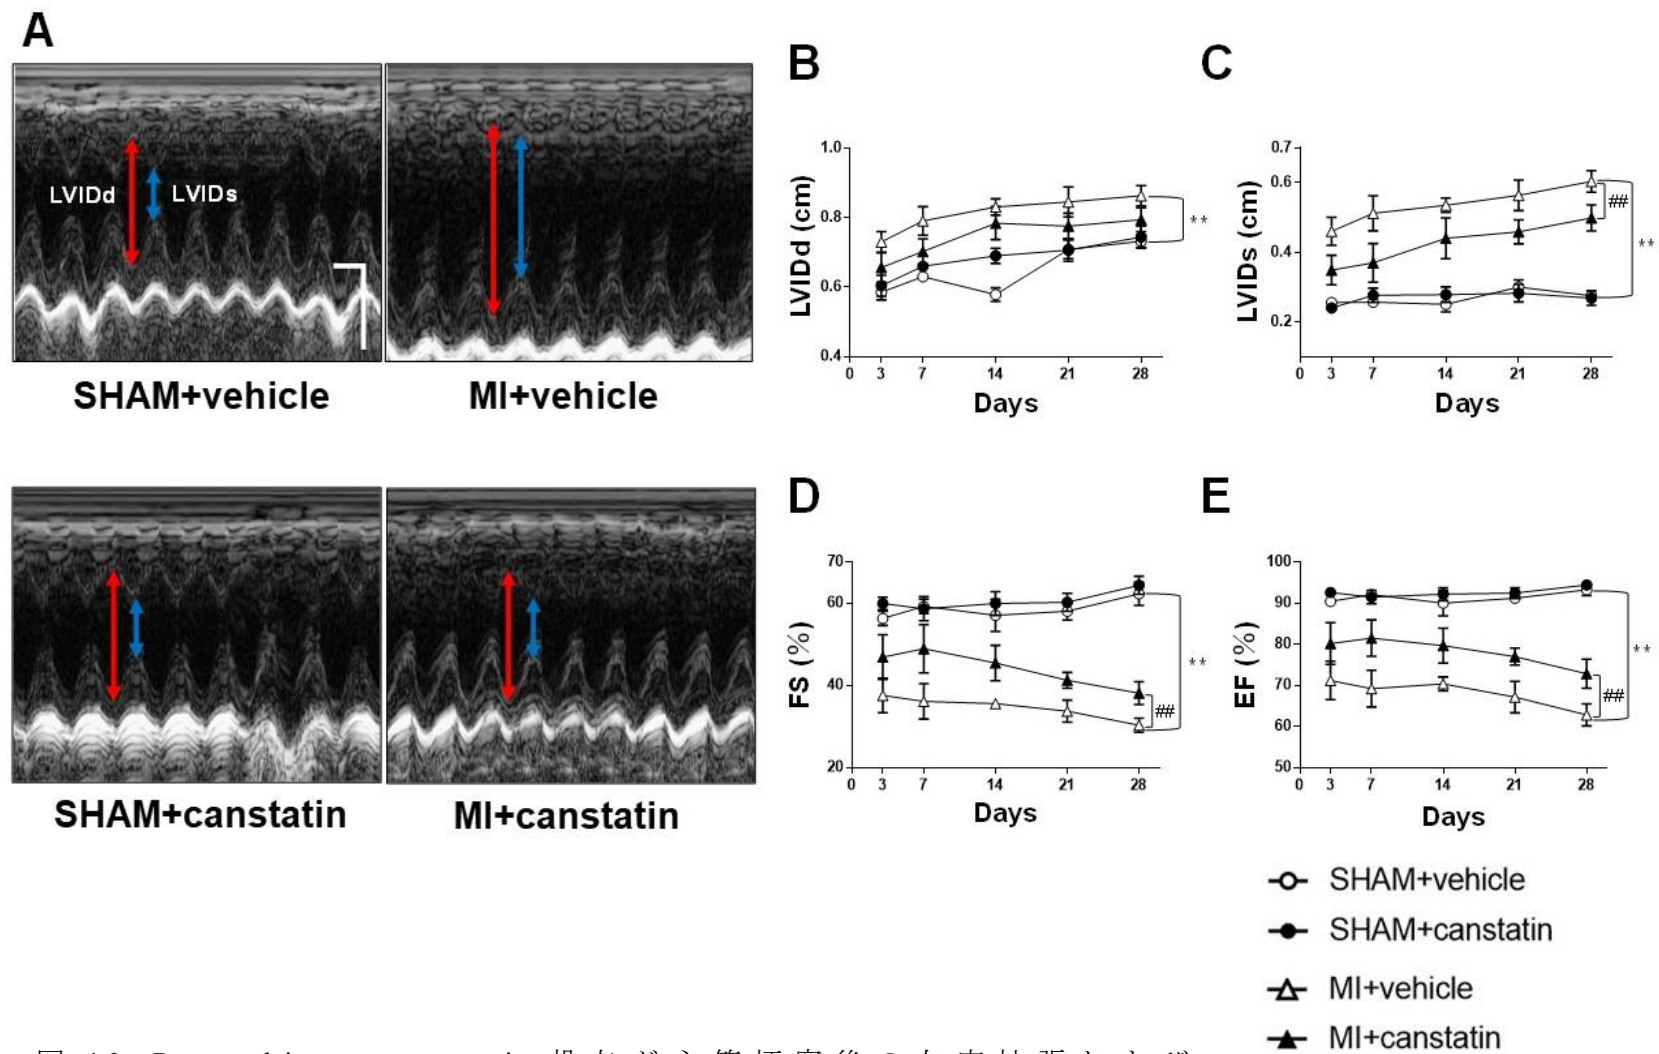 A
LVIDd
LVIDs
SHAM+vehicle
MI+vehicle
SHAM+canstatin
MI+canstatin
B
LVIDd (cm)
1.0
0.8
0.6
0.4
0 3 7 14 21 28
Days
**
C
LVIDs (cm)
0.7
0.6
0.4
0.2
0 3 7 14 21 28
Days
##
**
D
FS (%)
70
60
40
20
0 3 7 14 21 28
Days
##
**
E
EF (%)
100
90
80
70
60
50
0 3 7 14 21 28
Days
##
**
SHAM+vehicle
SHAM+canstatin
MI+vehicle
MI+canstatin